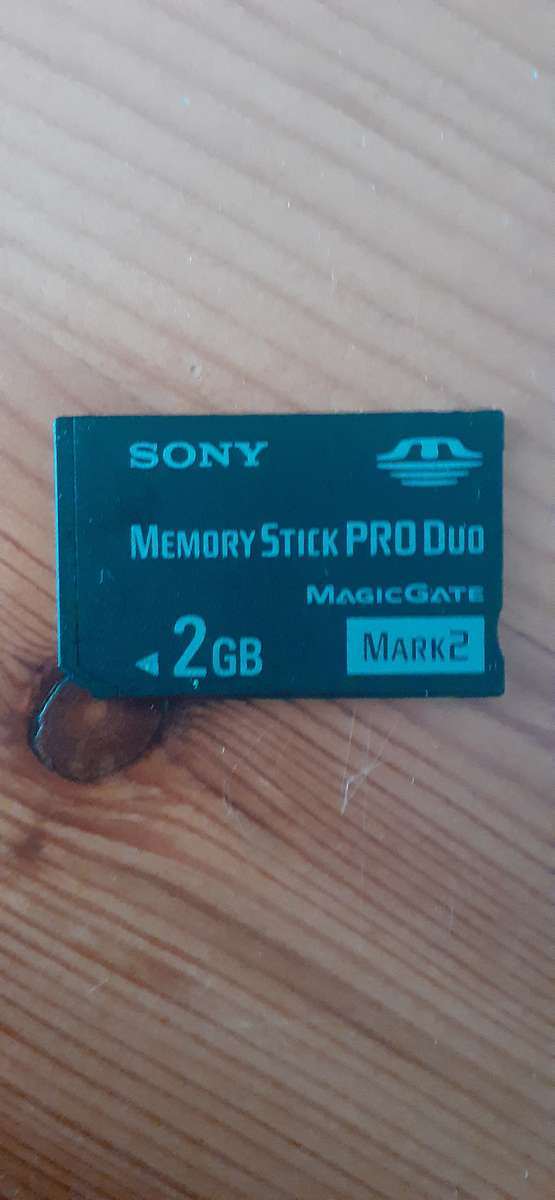 SONY
MEMORY STICK PRO DUO
MAGICGATE
2GB MARK2